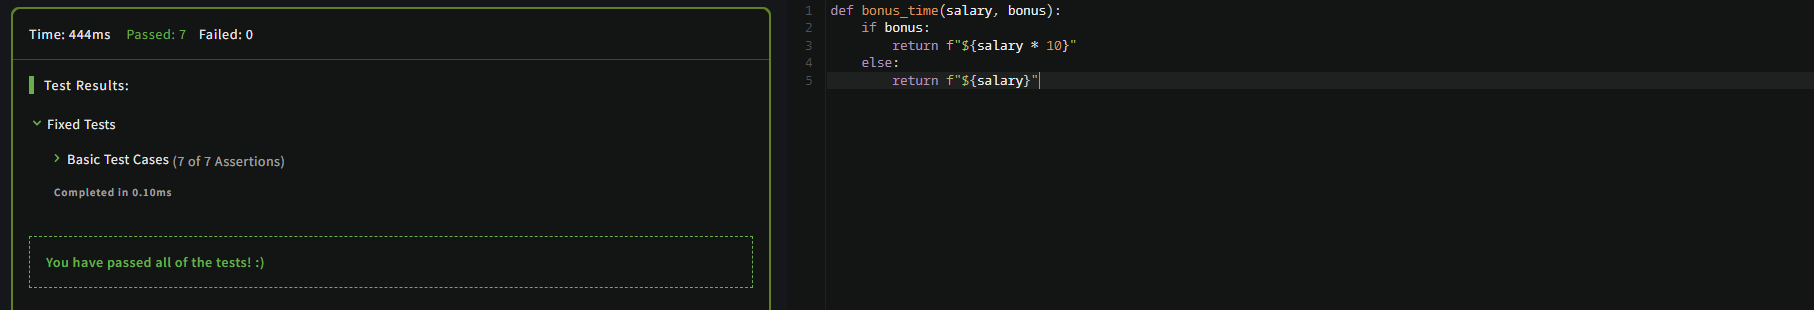 Time: 444ms Passed: 7 Failed: 0
Test Results:
Fixed Tests
Basic Test Cases (7 of 7 Assertions)
Completed in 0.10ms
You have passed all of the tests! :)
1 def bonus_time(salary, bonus):
2     if bonus:
3         return f"${salary * 10}"
4     else:
5         return f"${salary}"